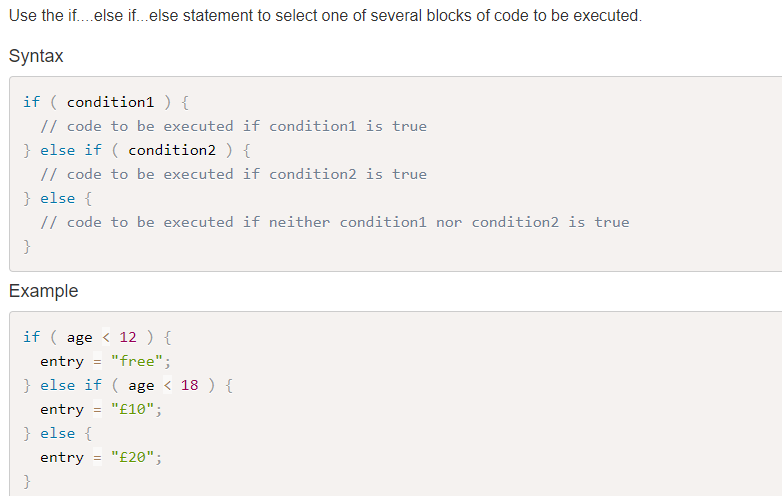 Use the if....else if...else statement to select one of several blocks of code to be executed.
Syntax
if ( condition1 ) {
  // code to be executed if condition1 is true
} else if ( condition2 ) {
  // code to be executed if condition2 is true
} else {
  // code to be executed if neither condition1 nor condition2 is true
}
Example
if ( age < 12 ) {
  entry = "free";
} else if ( age < 18 ) {
  entry = "£10";
} else {
  entry = "£20";
}